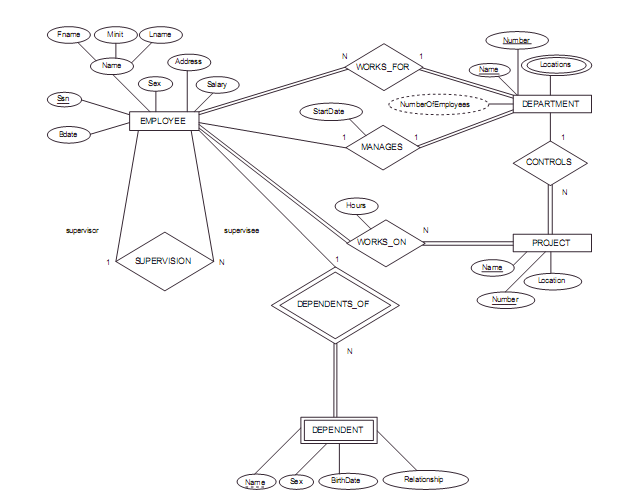 Fname
Minit
Lname
Number
N
1
Address
Locations
Name
WORKS_FOR
Name
Sex
Salary
Ssn
StartDate
NumberOfEmployees
DEPARTMENT
EMPLOYEE
Bdate
1
MANAGES
1
1
CONTROLS
N
Hours
supervisor
supervisee
N
WORKS_ON
PROJECT
1
SUPERVISION
N
1
Name
Location
Number
DEPENDENTS_OF
N
DEPENDENT
Name
Sex
BirthDate
Relationship